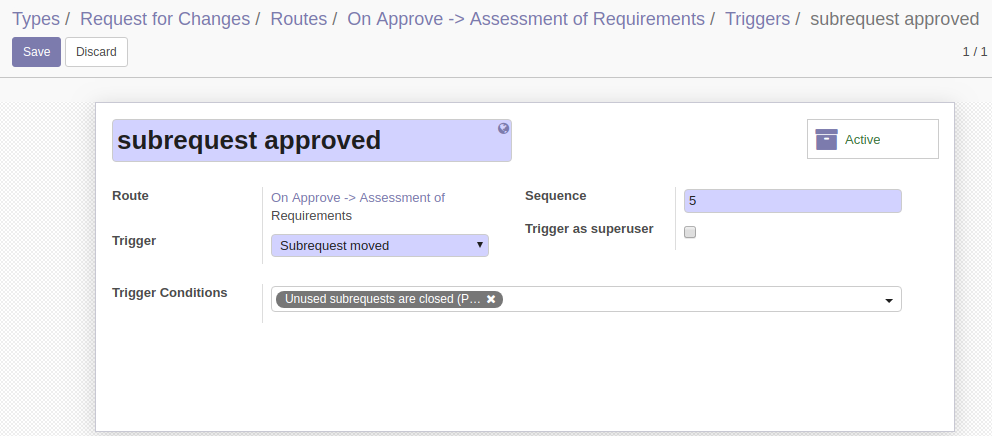 Types / Request for Changes / Routes / On Approve -> Assessment of Requirements / Triggers / subrequest approved
Save Discard 1 / 1
subrequest approved
Active
Route On Approve -> Assessment of
Requirements
Sequence 5
Trigger Subrequest moved
Trigger as superuser
Trigger Conditions Unused subrequests are closed (P... ✖